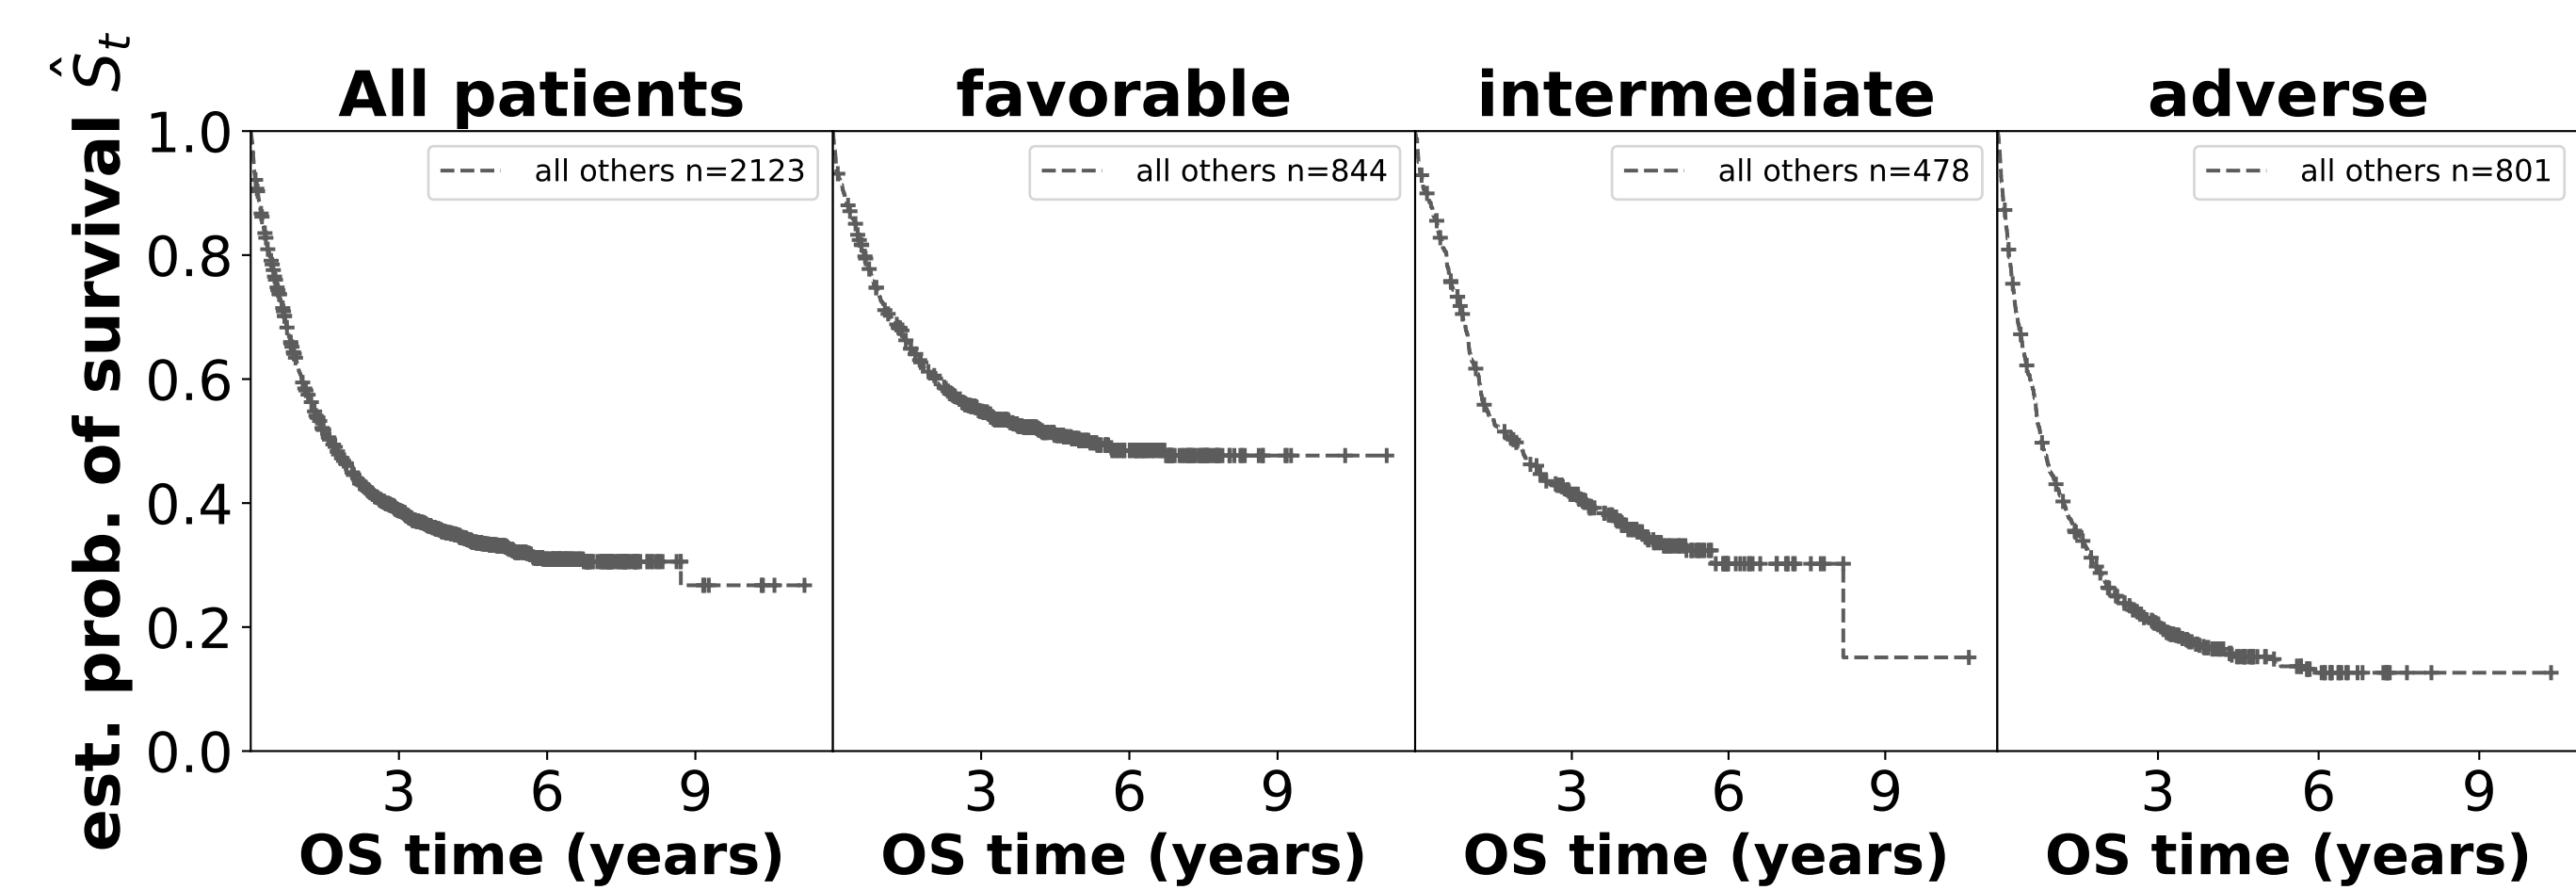 est. prob. of survival Ŝ_t
All patients
1.0
0.8
0.6
0.4
0.2
0.0
all others n=2123
3 6 9
OS time (years)
favorable
all others n=844
3 6 9
OS time (years)
intermediate
all others n=478
3 6 9
OS time (years)
adverse
all others n=801
3 6 9
OS time (years)